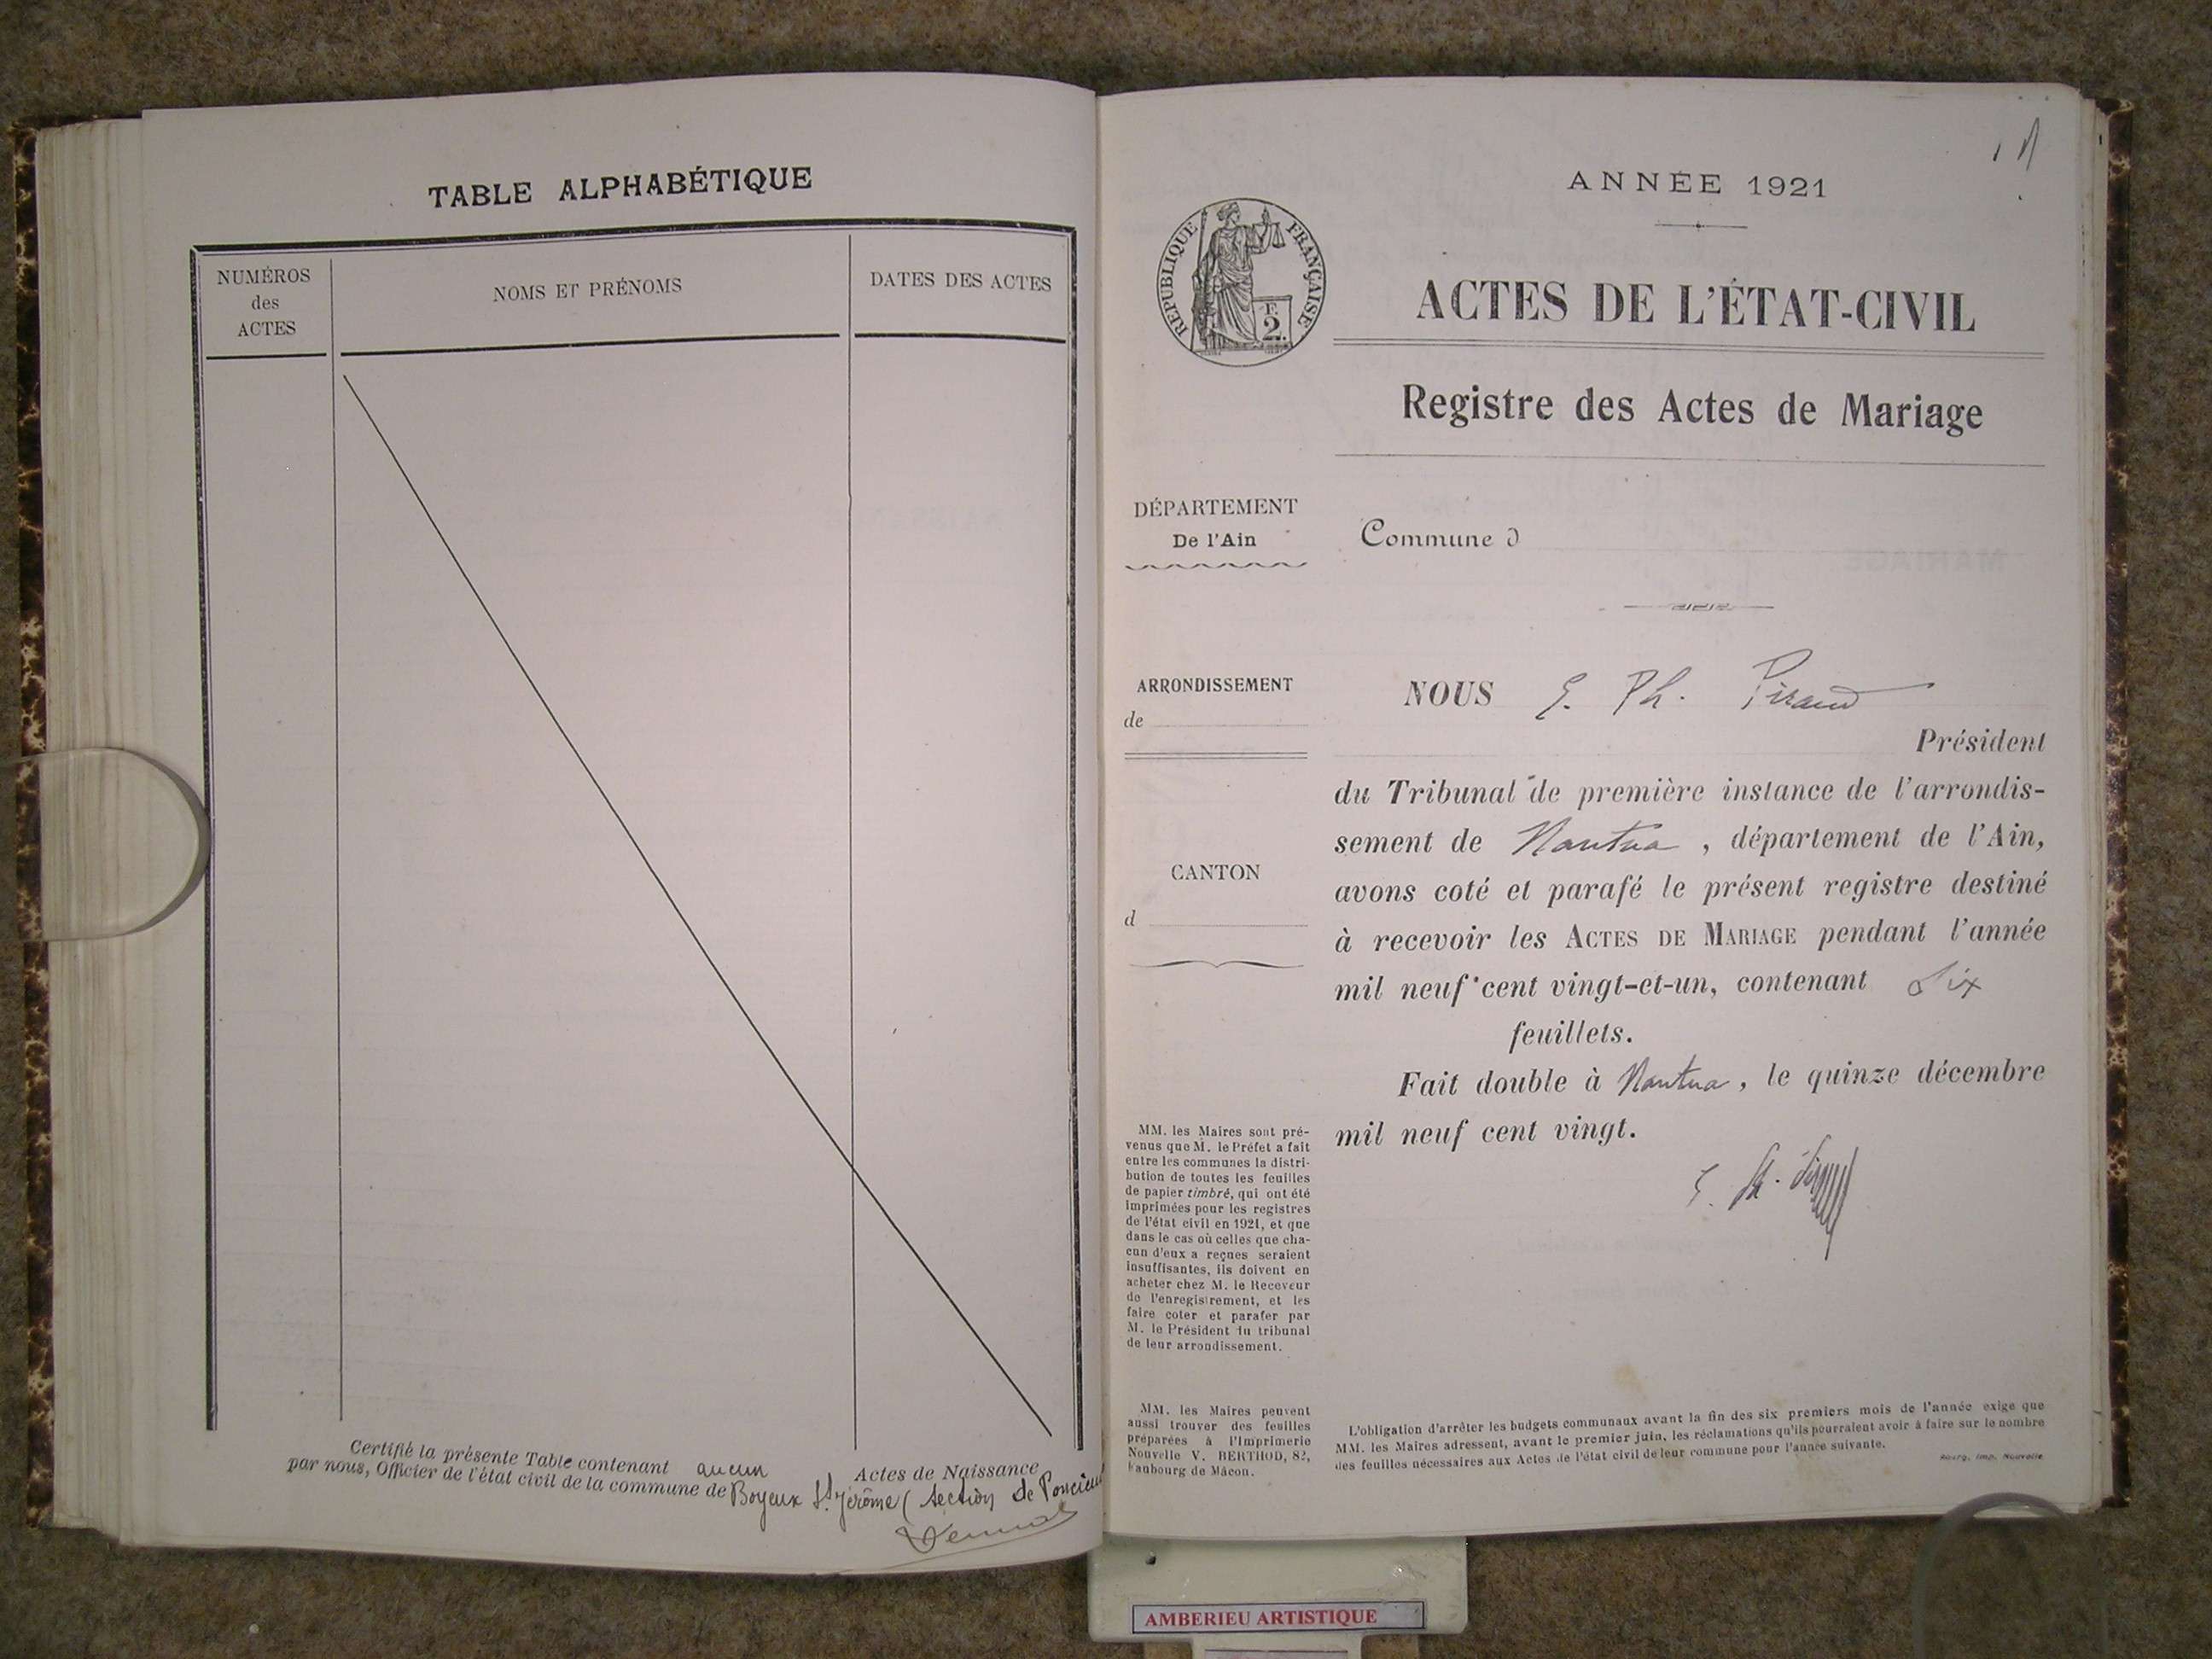 TABLE ALPHABÉTIQUE
NUMÉROS
des
ACTES
NOMS ET PRÉNOMS
DATES DES ACTES
Certifié la présente Table contenant aucun Actes de Naissance
par nous, Officier de l'état civil de la commune de Boyeux St Jérôme (Section de Poncieux
ANNÉE 1921
RÉPUBLIQUE FRANÇAISE
2.
ACTES DE L'ÉTAT-CIVIL
Registre des Actes de Mariage
DÉPARTEMENT
De l'Ain
Commune d
ARRONDISSEMENT
de
CANTON
d
NOUS E. Ph. Piraud
Président
du Tribunal de première instance de l'arrondis-
sement de Nantua, département de l'Ain,
avons coté et parafé le présent registre destiné
à recevoir les ACTES DE MARIAGE pendant l'année
mil neuf cent vingt-et-un, contenant Six
feuillets.
Fait double à Nantua, le quinze décembre
mil neuf cent vingt.
MM. les Maires sont pré-
venus que M. le Préfet a fait
entre les communes la distri-
bution de toutes les feuilles
de papier timbré, qui ont été
imprimées pour les registres
de l'état civil en 1921, et que
dans le cas où celles que cha-
cun d'eux a reçues seraient
insuffisantes, ils doivent en
acheter chez M. le Receveur
de l'enregistrement, et les
faire coter et parafer par
M. le Président du tribunal
de leur arrondissement.
MM. les Maires peuvent
aussi trouver des feuilles
préparées à l'Imprimerie
Nouvelle V. BERTHOD, 82,
Faubourg de Mâcon.
L'obligation d'arrêter les budgets communaux avant la fin des six premiers mois de l'année exige que
MM. les Maires adressent, avant le premier juin, les réclamations qu'ils pourraient avoir à faire sur le nombre
des feuilles nécessaires aux Actes de l'état civil de leur commune pour l'année suivante.
Bourg, Imp. Nouvelle
AMBERIEU ARTISTIQUE